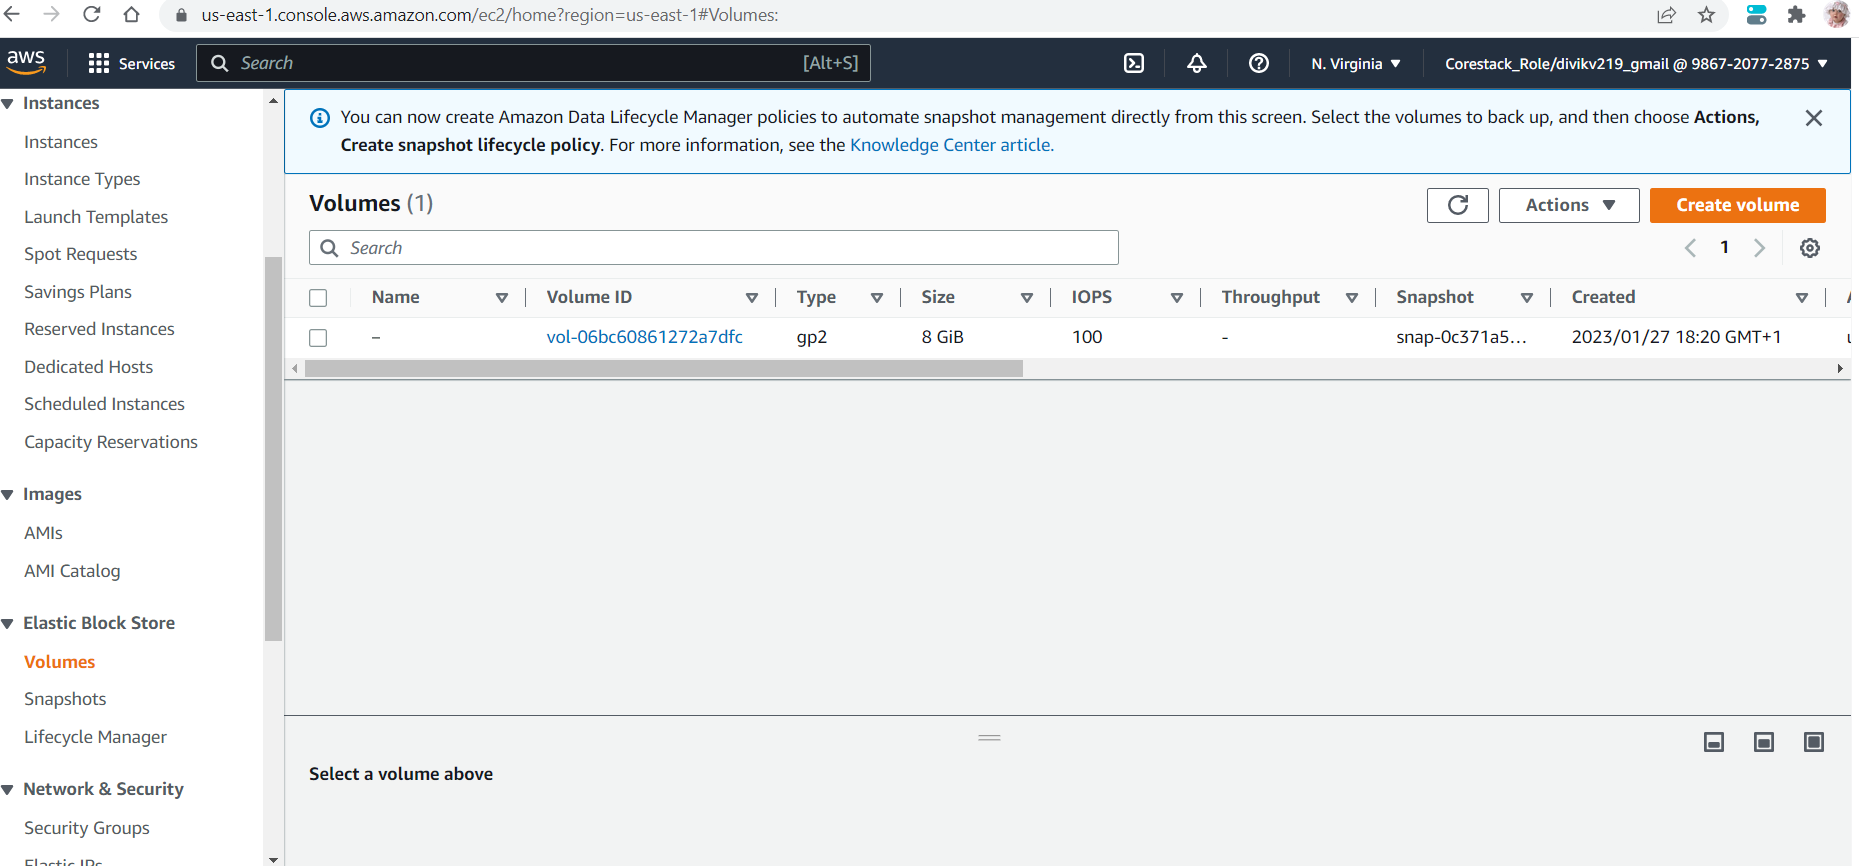 us-east-1.console.aws.amazon.com/ec2/home?region=us-east-1#Volumes:
aws
Services
Search
[Alt+S]
N. Virginia
Corestack_Role/divikv219_gmail @ 9867-2077-2875
Instances
Instances
Instance Types
Launch Templates
Spot Requests
Savings Plans
Reserved Instances
Dedicated Hosts
Scheduled Instances
Capacity Reservations
Images
AMIs
AMI Catalog
Elastic Block Store
Volumes
Snapshots
Lifecycle Manager
Network & Security
Security Groups
Elastic IPs
You can now create Amazon Data Lifecycle Manager policies to automate snapshot management directly from this screen. Select the volumes to back up, and then choose Actions,
Create snapshot lifecycle policy. For more information, see the Knowledge Center article.
Volumes (1)
Actions
Create volume
Search
1
Name Volume ID Type Size IOPS Throughput Snapshot Created
– vol-06bc60861272a7dfc gp2 8 GiB 100 - snap-0c371a5... 2023/01/27 18:20 GMT+1
Select a volume above